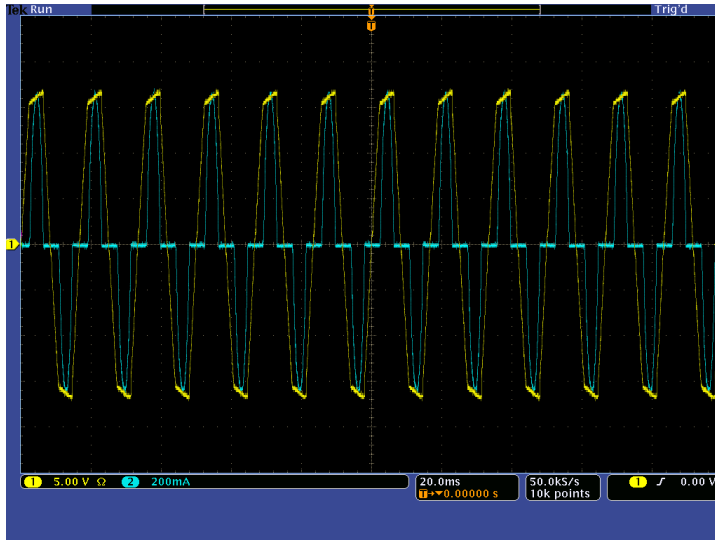 Tek Run Trig'd
T
T
1
1 5.00 V Ω 2 200mA
20.0ms
T→▼0.00000 s
50.0kS/s
10k points
1 ƒ 0.00 V